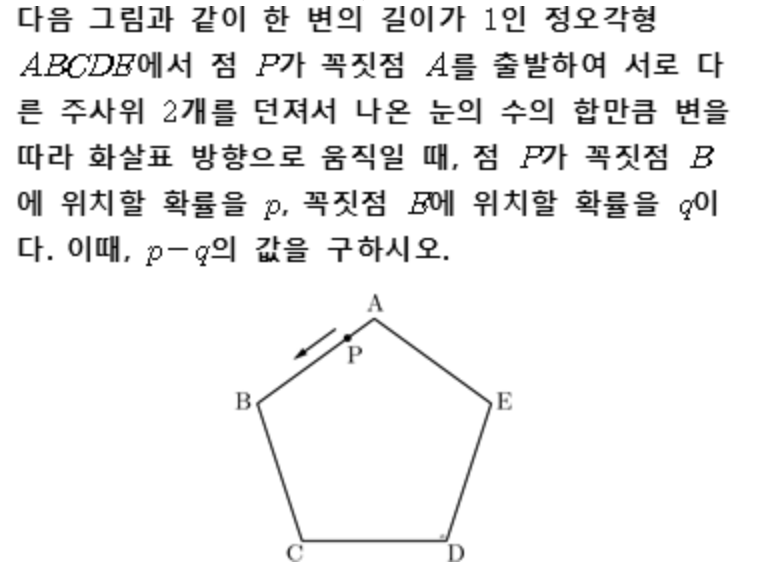 다음 그림과 같이 한 변의 길이가 1인 정오각형
ABCDE에서 점 P가 꼭짓점 A를 출발하여 서로 다
른 주사위 2개를 던져서 나온 눈의 수의 합만큼 변을
따라 화살표 방향으로 움직일 때, 점 P가 꼭짓점 B
에 위치할 확률을 p, 꼭짓점 E에 위치할 확률을 q이
다. 이때, p-q의 값을 구하시오.
A
P
B
E
C
D